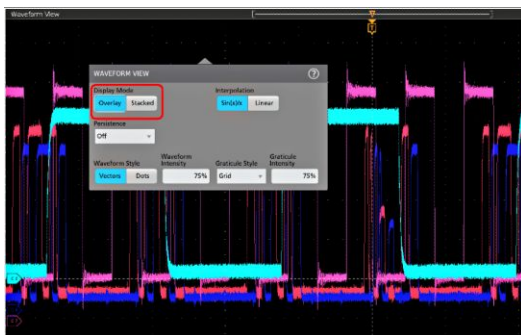 Waveform View
WAVEFORM VIEW
Display Mode
Interpolation
Overlay Stacked
Sin(x)/x Linear
Persistence
Off
Waveform Style
Waveform Intensity
Graticule Style
Graticule Intensity
Vectors Dots
75%
Grid
75%